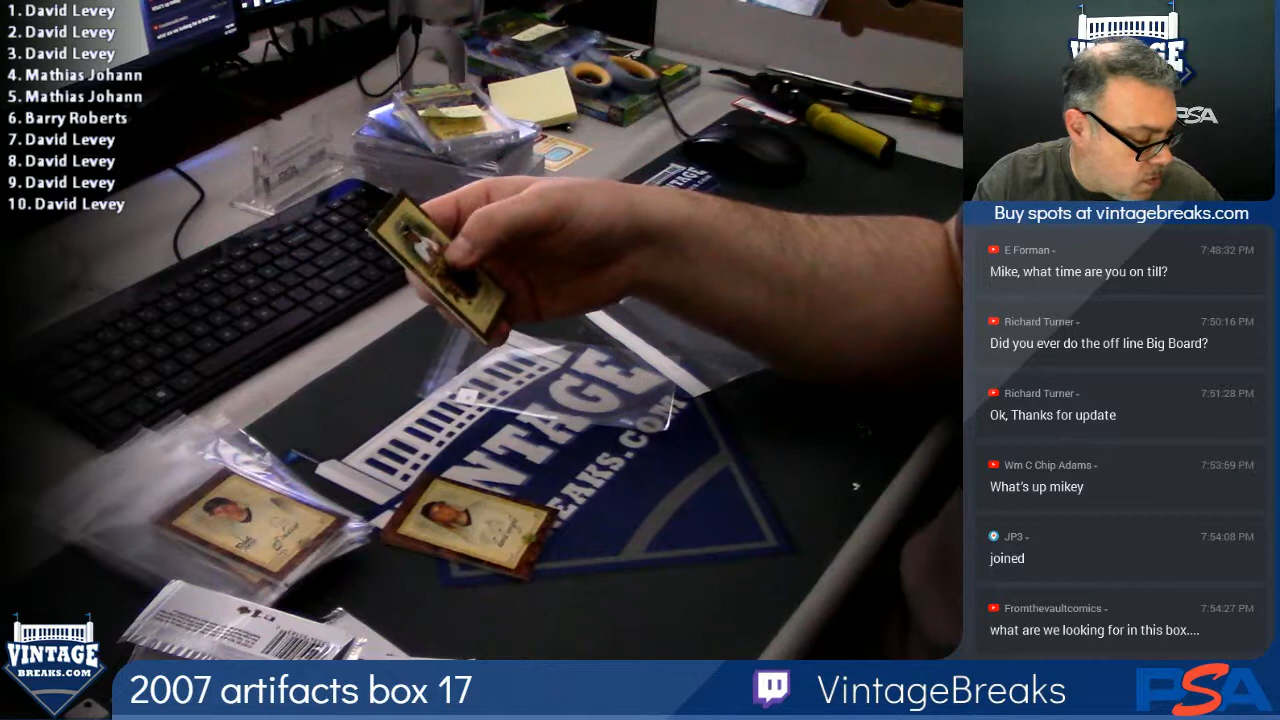 1. David Levey
2. David Levey
3. David Levey
4. Mathias Johann
5. Mathias Johann
6. Barry Roberts
7. David Levey
8. David Levey
9. David Levey
10. David Levey
VINTAGE
PSA
Buy spots at vintagebreaks.com
E Forman
7:48:32 PM
Mike, what time are you on till?
Richard Turner
7:50:16 PM
Did you ever do the off line Big Board?
Richard Turner
7:51:28 PM
Ok, Thanks for update
Wm C Chip Adams
7:53:59 PM
What's up mikey
JP3
7:54:08 PM
joined
Fromthevaultcomics
7:54:27 PM
what are we looking for in this box....
VINTAGE
VINTAGE
BREAKS.COM
VINTAGE
BREAKS.COM
2007 artifacts box 17
VintageBreaks
PSA